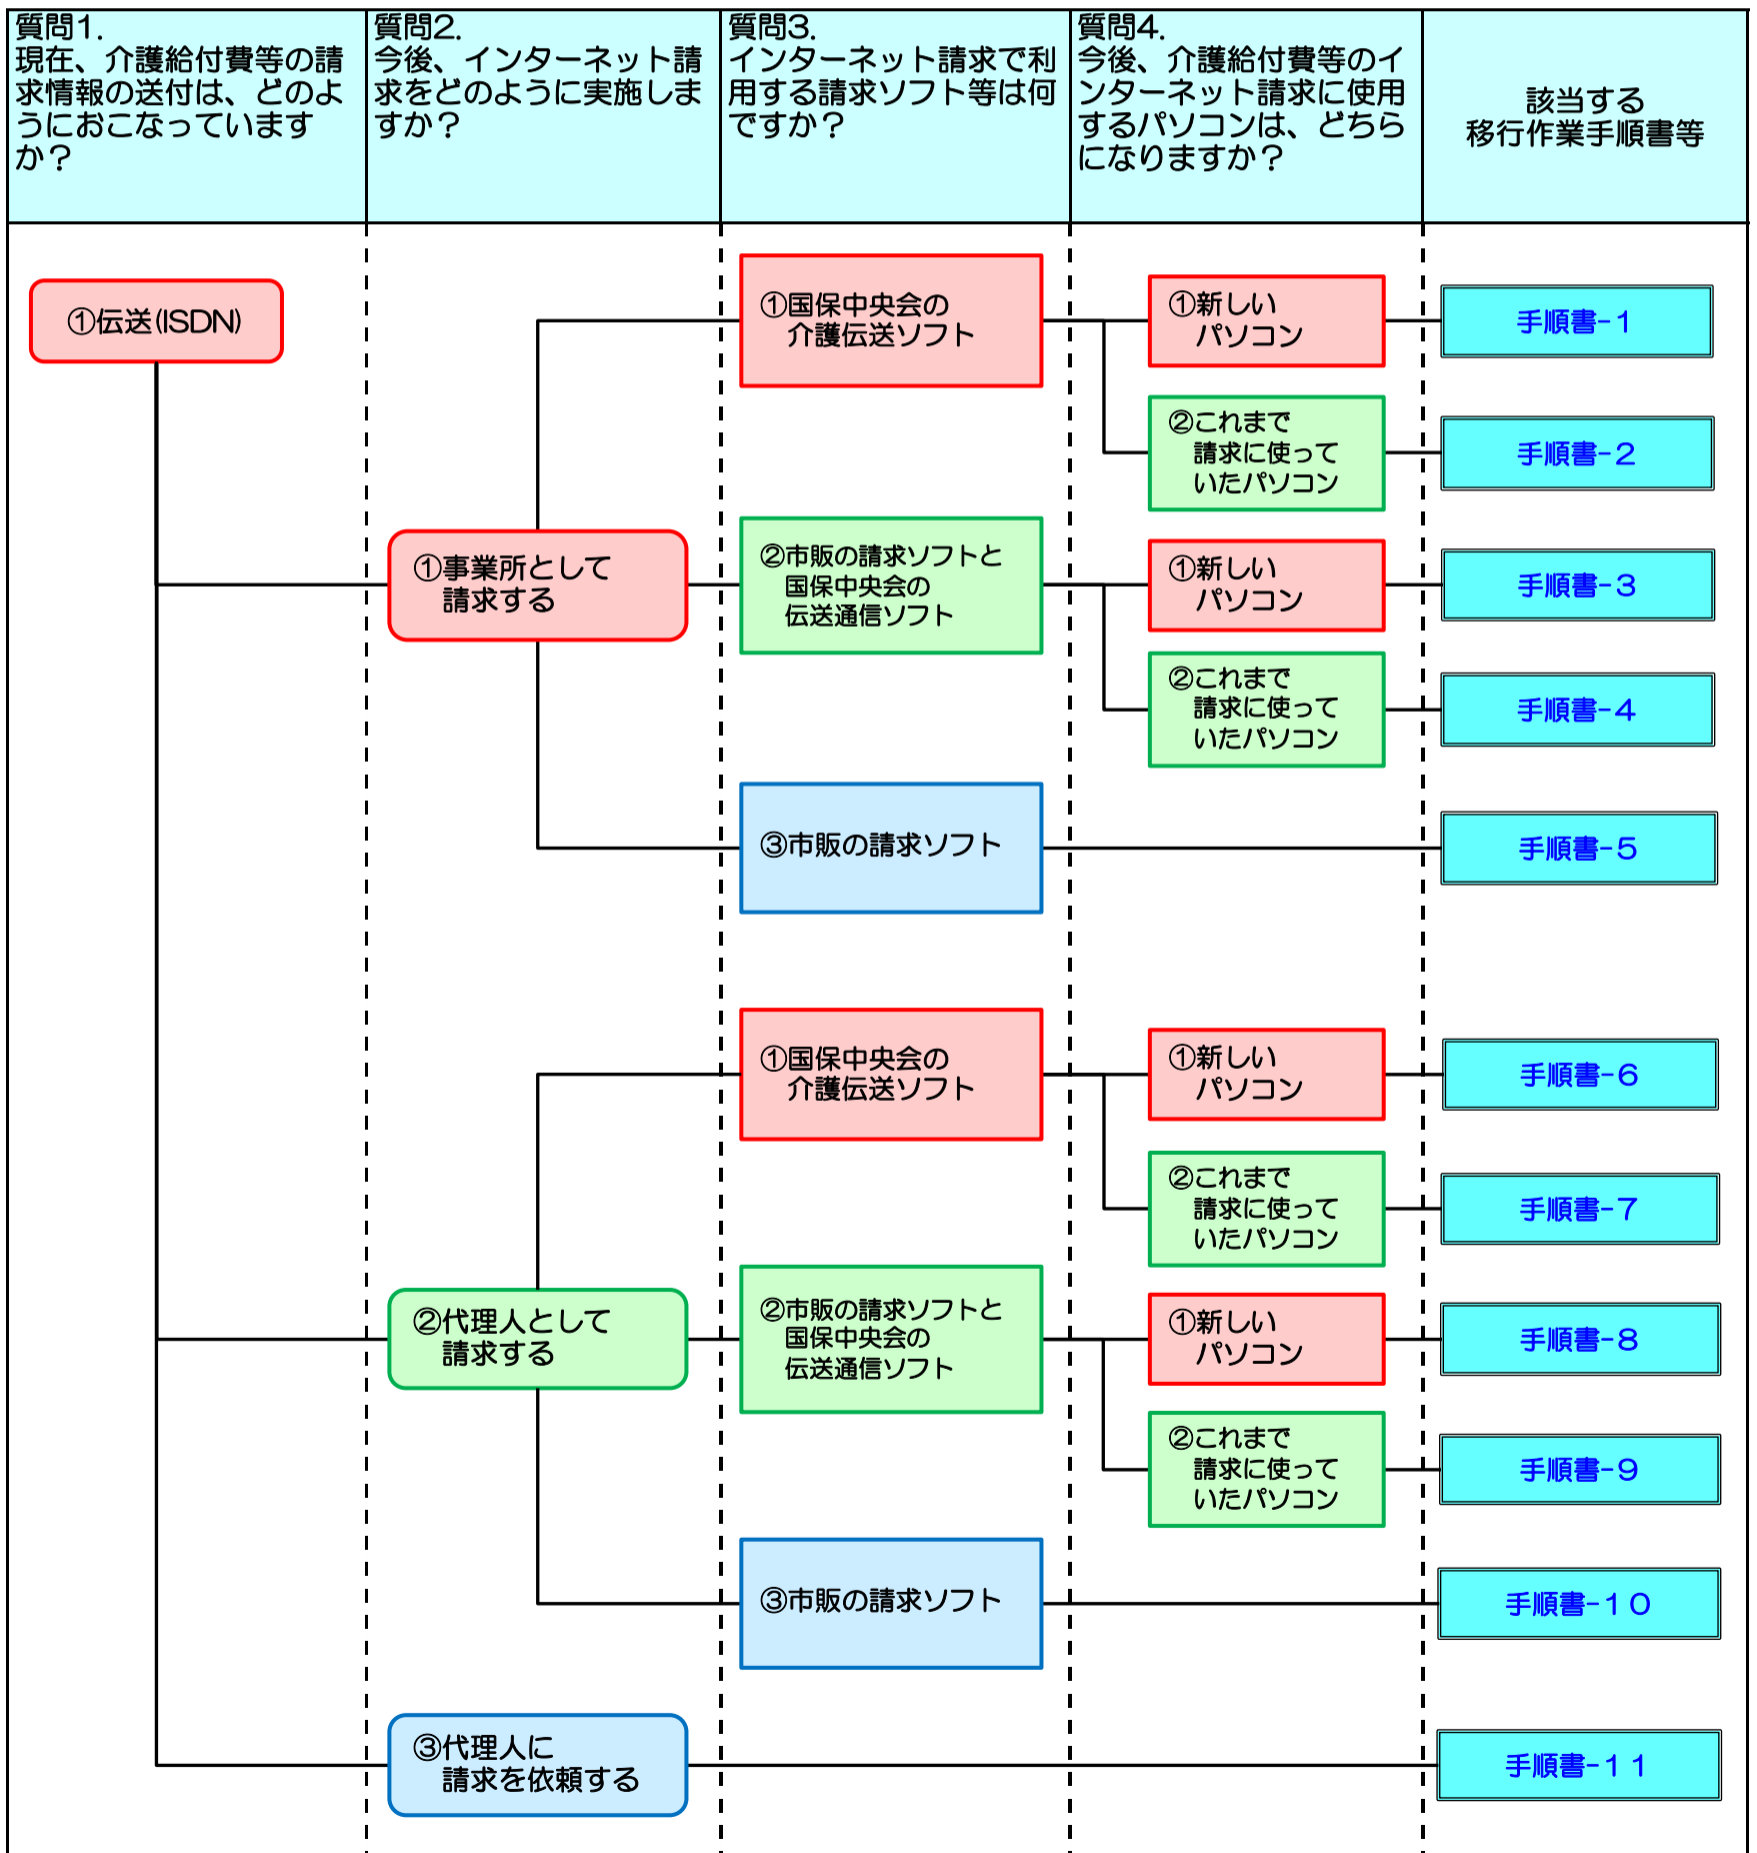 質問1.
現在、介護給付費等の請
求情報の送付は、どのよ
うにおこなっています
か？
質問2.
今後、インターネット請
求をどのように実施しま
すか？
質問3.
インターネット請求で利
用する請求ソフト等は何
ですか？
質問4.
今後、介護給付費等のイ
ンターネット請求に使用
するパソコンは、どちら
になりますか？
該当する
移行作業手順書等
①伝送(ISDN)
①事業所として
請求する
①国保中央会の
介護伝送ソフト
①新しい
パソコン
手順書-１
②これまで
請求に使って
いたパソコン
手順書-２
②市販の請求ソフトと
国保中央会の
伝送通信ソフト
①新しい
パソコン
手順書-３
②これまで
請求に使って
いたパソコン
手順書-４
③市販の請求ソフト
手順書-５
②代理人として
請求する
①国保中央会の
介護伝送ソフト
①新しい
パソコン
手順書-６
②これまで
請求に使って
いたパソコン
手順書-７
②市販の請求ソフトと
国保中央会の
伝送通信ソフト
①新しい
パソコン
手順書-８
②これまで
請求に使って
いたパソコン
手順書-９
③市販の請求ソフト
手順書-１０
③代理人に
請求を依頼する
手順書-１１